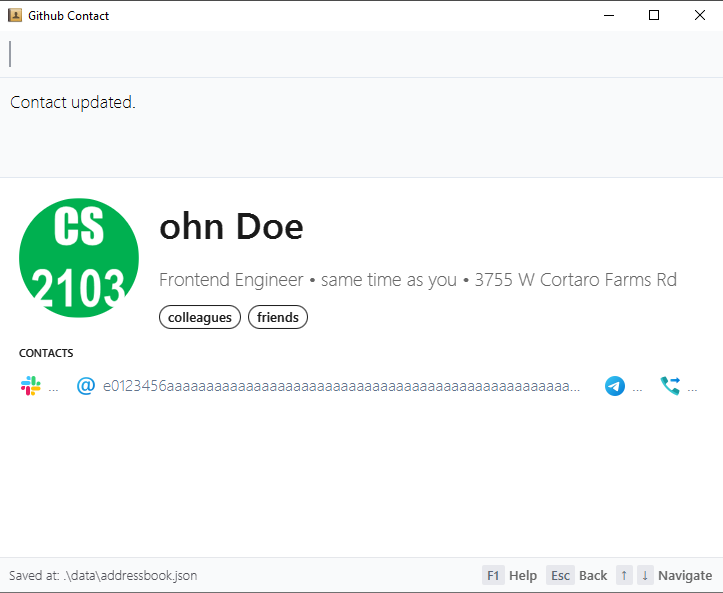 Github Contact
Contact updated.
CS
2103
ohn Doe
Frontend Engineer • same time as you • 3755 W Cortaro Farms Rd
colleagues friends
CONTACTS
... @ e0123456aaaaaaaaaaaaaaaaaaaaaaaaaaaaaaaaaaaaaaaaaaaaaaaaaaa... ... ...
Saved at: .\data\addressbook.json F1 Help Esc Back ↑ ↓ Navigate